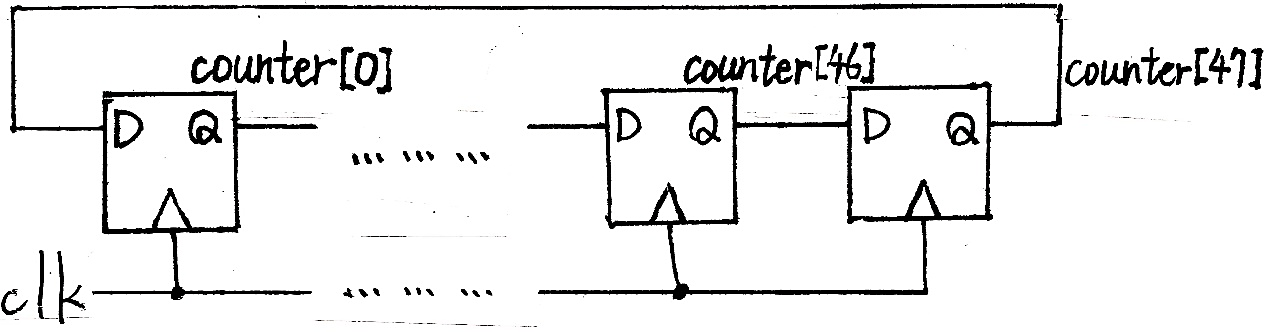 counter[0]
counter[46]
counter[47]
D Q
D Q
D Q
... ... ...
clk
... ... ...